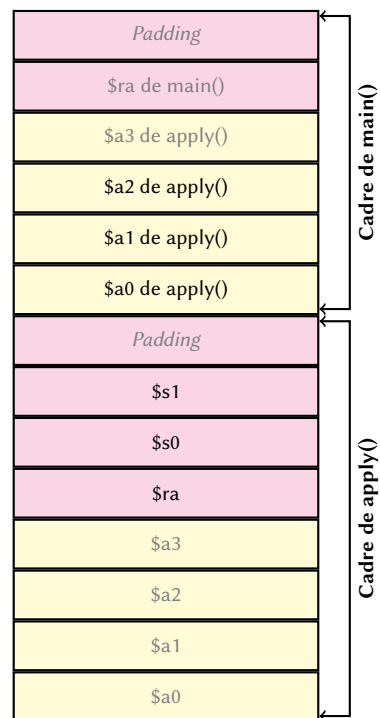 Padding
$ra de main()
$a3 de apply()
$a2 de apply()
$a1 de apply()
$a0 de apply()
Cadre de main()
Padding
$s1
$s0
$ra
$a3
$a2
$a1
$a0
Cadre de apply()